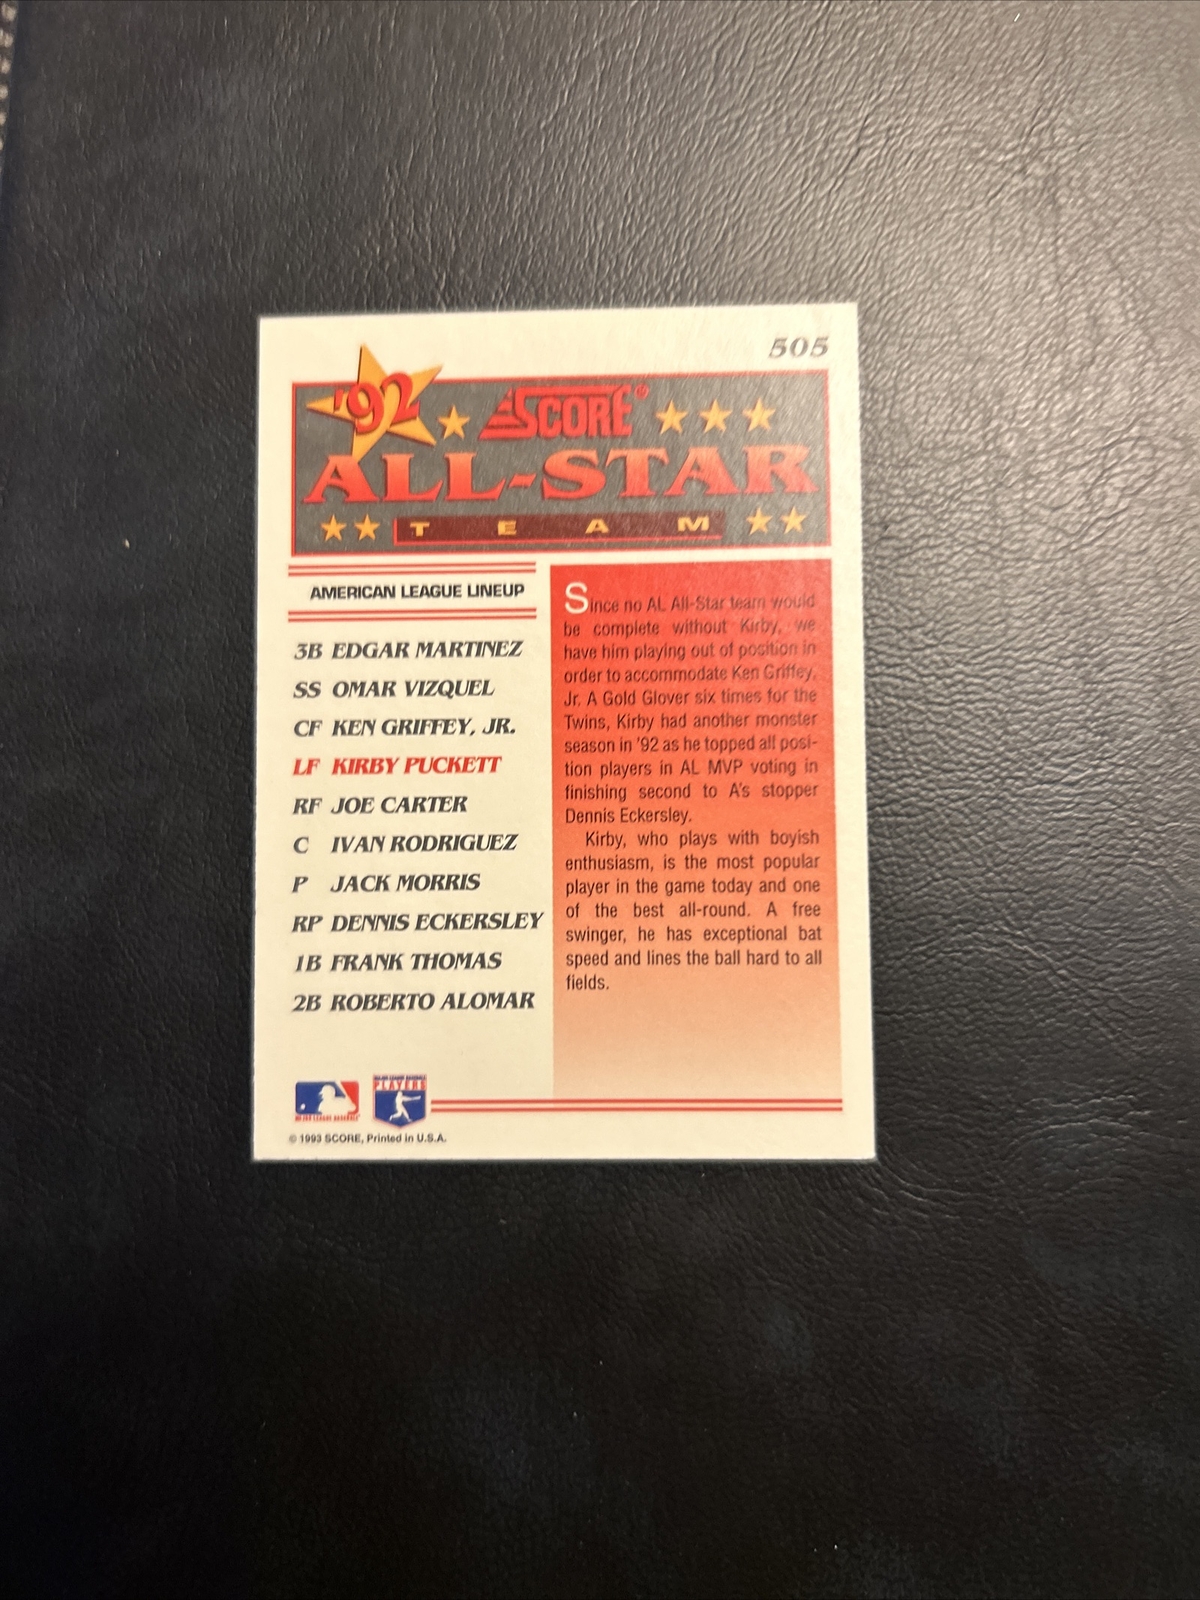 505
'92 SCORE®
ALL-STAR
TEAM
AMERICAN LEAGUE LINEUP
3B EDGAR MARTINEZ
SS OMAR VIZQUEL
CF KEN GRIFFEY, JR.
LF KIRBY PUCKETT
RF JOE CARTER
C IVAN RODRIGUEZ
P JACK MORRIS
RP DENNIS ECKERSLEY
1B FRANK THOMAS
2B ROBERTO ALOMAR
Since no AL All-Star team would
be complete without Kirby, we
have him playing out of position in
order to accommodate Ken Griffey,
Jr. A Gold Glover six times for the
Twins, Kirby had another monster
season in '92 as he topped all posi-
tion players in AL MVP voting in
finishing second to A's stopper
Dennis Eckersley.
Kirby, who plays with boyish
enthusiasm, is the most popular
player in the game today and one
of the best all-round. A free
swinger, he has exceptional bat
speed and lines the ball hard to all
fields.
MAJOR LEAGUE BASEBALL
MAJOR LEAGUE BASEBALL
PLAYERS
© 1993 SCORE, Printed in U.S.A.